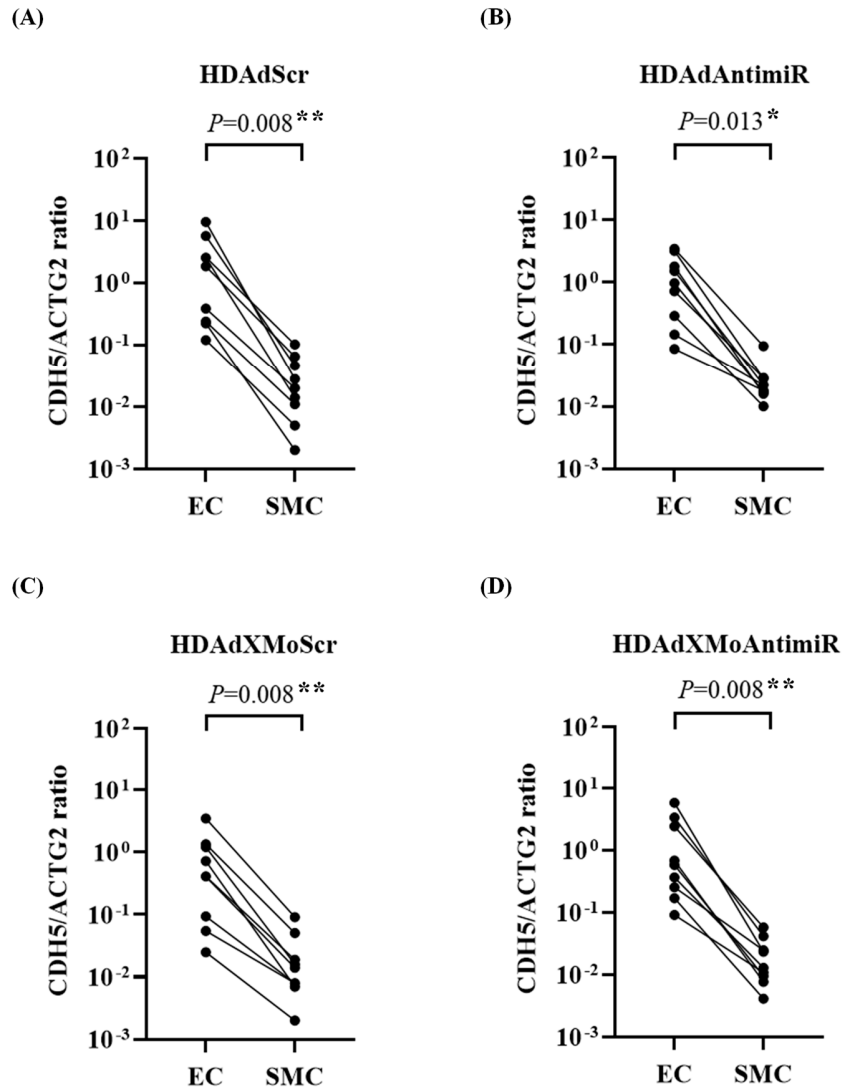 (A)
HDAdScr
P=0.008**
CDH5/ACTG2 ratio
10²
10¹
10⁰
10⁻¹
10⁻²
10⁻³
EC SMC
(B)
HDAdAntimiR
P=0.013*
CDH5/ACTG2 ratio
10²
10¹
10⁰
10⁻¹
10⁻²
10⁻³
EC SMC
(C)
HDAdXMoScr
P=0.008**
CDH5/ACTG2 ratio
10²
10¹
10⁰
10⁻¹
10⁻²
10⁻³
EC SMC
(D)
HDAdXMoAntimiR
P=0.008**
CDH5/ACTG2 ratio
10²
10¹
10⁰
10⁻¹
10⁻²
10⁻³
EC SMC